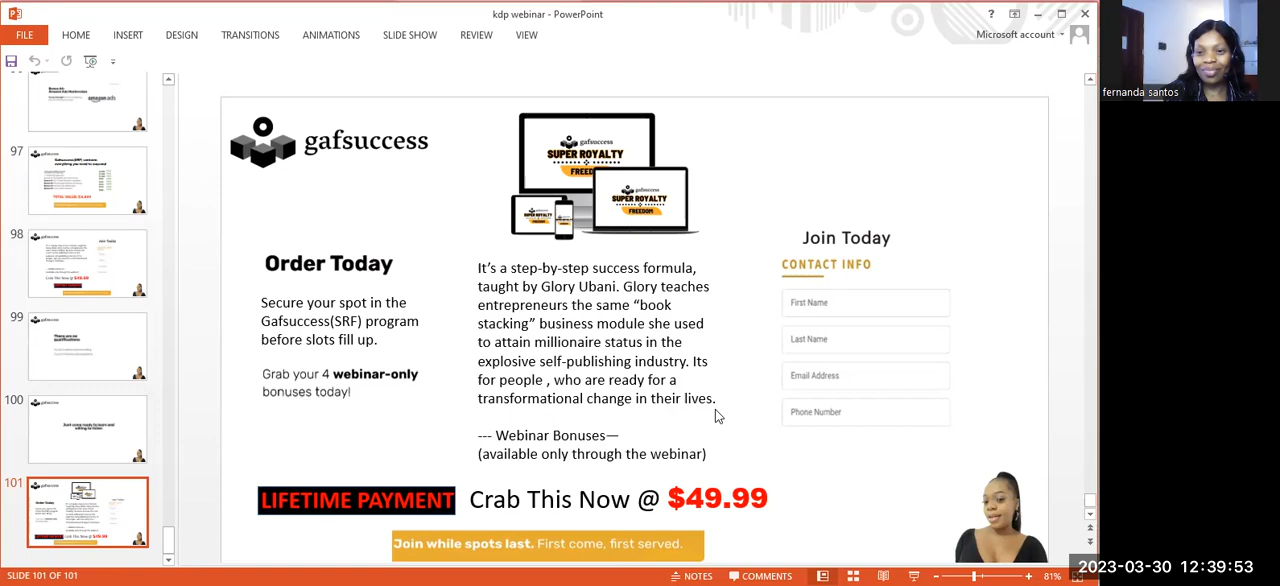 kdp webinar - PowerPoint
FILE HOME INSERT DESIGN TRANSITIONS ANIMATIONS SLIDE SHOW REVIEW VIEW
Microsoft account
fernanda santos
97
98
99
100
101
gafsuccess
gafsuccess
SUPER ROYALTY
gafsuccess
SUPER ROYALTY
FREEDOM
Order Today
Secure your spot in the
Gafsuccess(SRF) program
before slots fill up.
Grab your 4 webinar-only
bonuses today!
It's a step-by-step success formula,
taught by Glory Ubani. Glory teaches
entrepreneurs the same “book
stacking” business module she used
to attain millionaire status in the
explosive self-publishing industry. Its
for people , who are ready for a
transformational change in their lives.
--- Webinar Bonuses—
(available only through the webinar)
Join Today
CONTACT INFO
First Name
Last Name
Email Address
Phone Number
LIFETIME PAYMENT Crab This Now @ $49.99
Join while spots last. First come, first served.
SLIDE 101 OF 101
NOTES COMMENTS
81%
2023-03-30 12:39:53